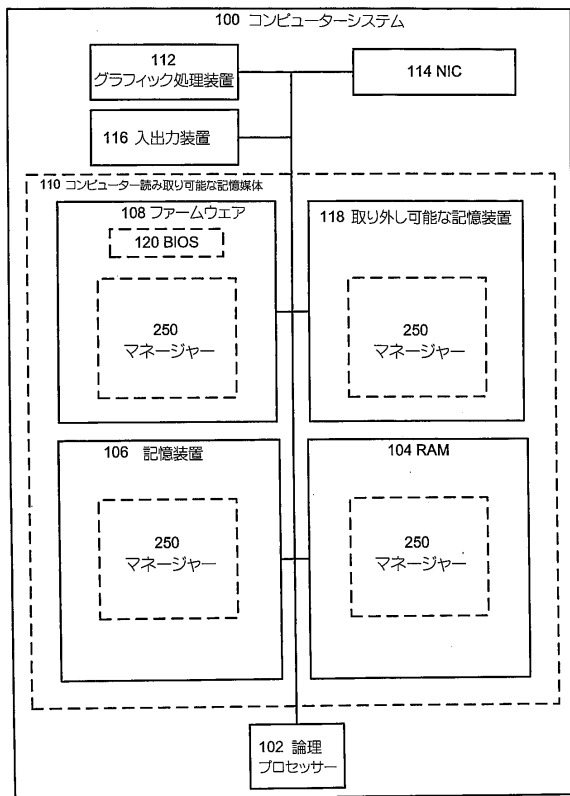 100 コンピューターシステム
112
グラフィック処理装置
114 NIC
116 入出力装置
110 コンピューター読み取り可能な記憶媒体
108 ファームウェア
120 BIOS
250
マネージャー
118 取り外し可能な記憶装置
250
マネージャー
106 記憶装置
250
マネージャー
104 RAM
250
マネージャー
102 論理
プロセッサー